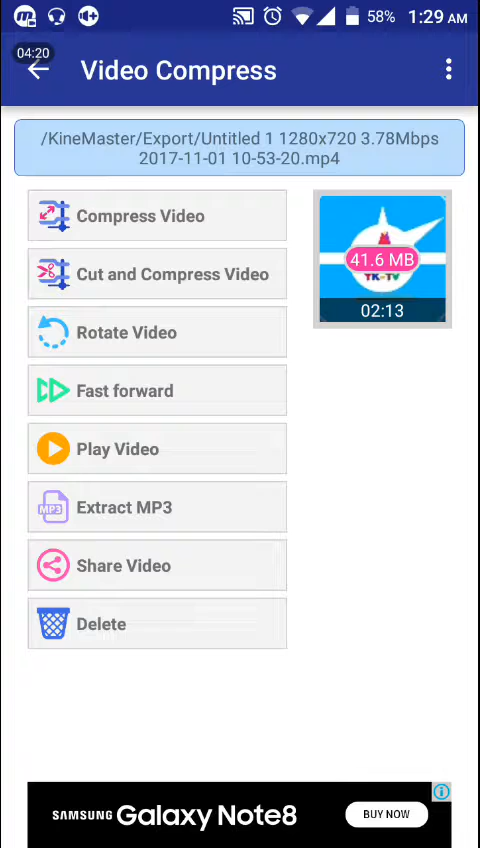 58% 1:29 AM
04:20
Video Compress
/KineMaster/Export/Untitled 1 1280x720 3.78Mbps
2017-11-01 10-53-20.mp4
Compress Video
41.6 MB
TK-TV
02:13
Cut and Compress Video
Rotate Video
Fast forward
Play Video
MP3 Extract MP3
Share Video
Delete
SAMSUNG Galaxy Note8 BUY NOW